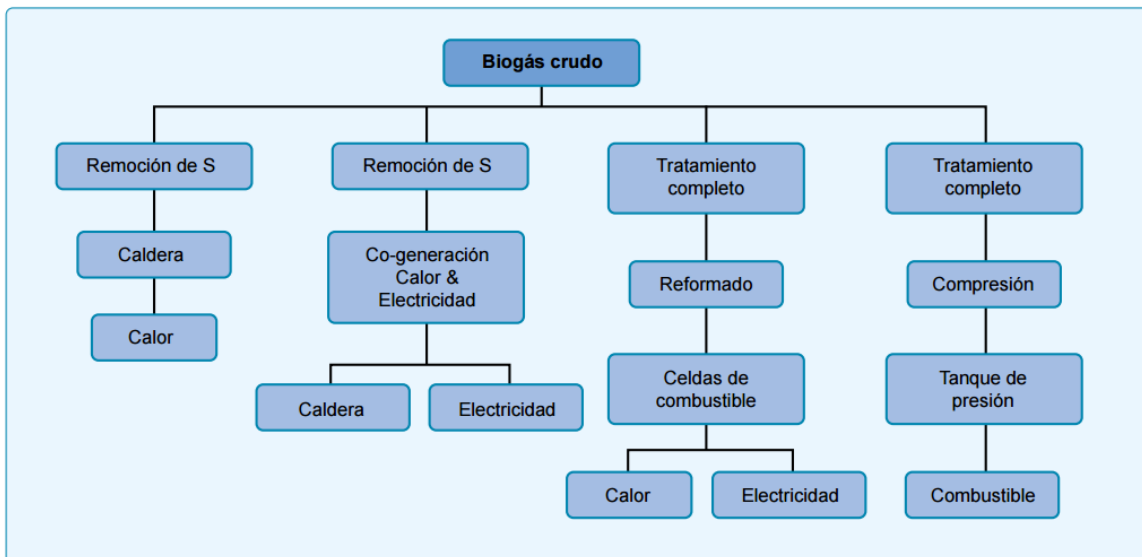 Biogás crudo
Remoción de S
Remoción de S
Tratamiento
completo
Tratamiento
completo
Caldera
Co-generación
Calor &
Electricidad
Reformado
Compresión
Calor
Caldera
Electricidad
Celdas de
combustible
Tanque de
presión
Calor
Electricidad
Combustible